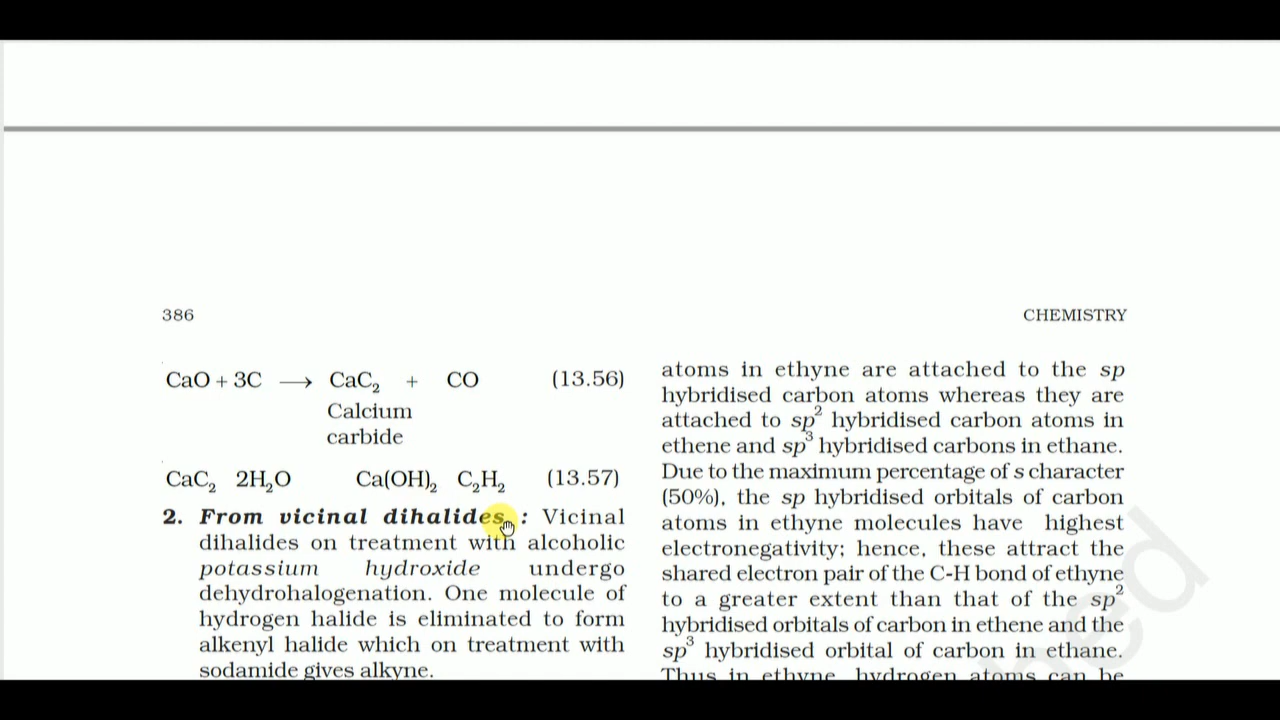 386
CHEMISTRY
CaO + 3C ⟶ CaC₂ + CO (13.56)
Calcium
carbide
CaC₂ 2H₂O Ca(OH)₂ C₂H₂ (13.57)
2. From vicinal dihalides : Vicinal
dihalides on treatment with alcoholic
potassium hydroxide undergo
dehydrohalogenation. One molecule of
hydrogen halide is eliminated to form
alkenyl halide which on treatment with
sodamide gives alkyne.
atoms in ethyne are attached to the sp
hybridised carbon atoms whereas they are
attached to sp² hybridised carbon atoms in
ethene and sp³ hybridised carbons in ethane.
Due to the maximum percentage of s character
(50%), the sp hybridised orbitals of carbon
atoms in ethyne molecules have highest
electronegativity; hence, these attract the
shared electron pair of the C-H bond of ethyne
to a greater extent than that of the sp²
hybridised orbitals of carbon in ethene and the
sp³ hybridised orbital of carbon in ethane.
Thus in ethyne, hydrogen atoms can be